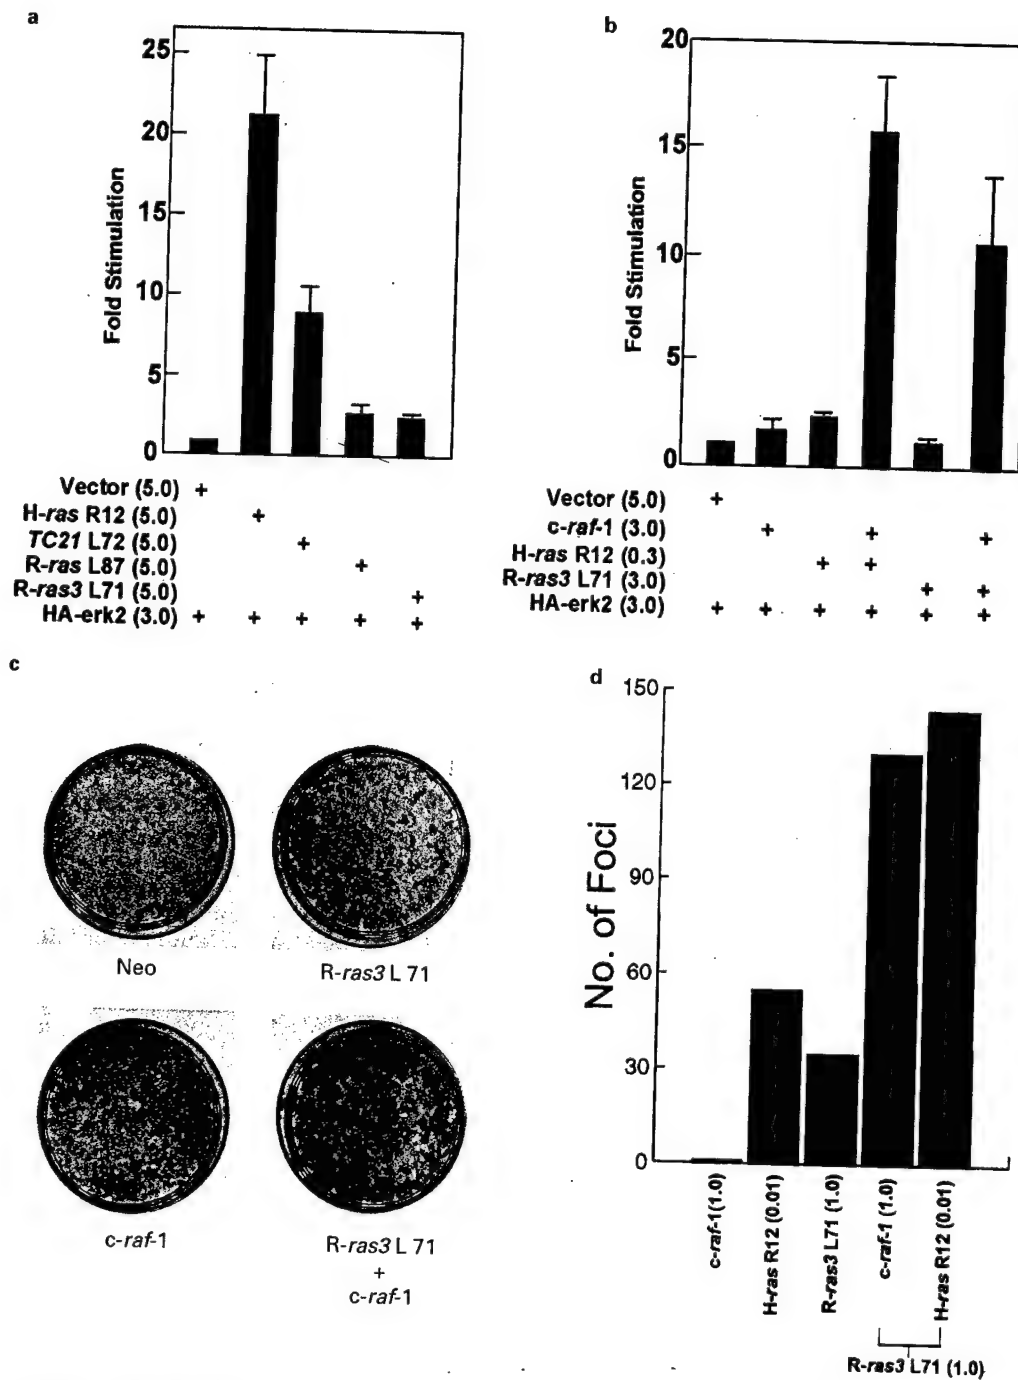 a
25
20
15
10
5
0
Fold Stimulation
Vector (5.0) +
H-ras R12 (5.0) +
TC21 L72 (5.0) +
R-ras L87 (5.0) +
R-ras3 L71 (5.0) +
HA-erk2 (3.0) + + + + +
b
20
15
10
5
0
Fold Stimulation
Vector (5.0) +
c-raf-1 (3.0) + + +
H-ras R12 (0.3) + +
R-ras3 L71 (3.0) + +
HA-erk2 (3.0) + + + + + +
c
Neo
R-ras3 L 71
c-raf-1
R-ras3 L 71
+
c-raf-1
d
150
120
90
60
30
0
No. of Foci
c-raf-1(1.0)
H-ras R12 (0.01)
R-ras3 L71 (1.0)
c-raf-1 (1.0)
H-ras R12 (0.01)
R-ras3 L71 (1.0)